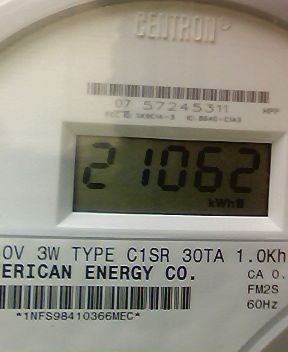 CENTRON
07 57245311
21062
kWh
0V 3W TYPE C1SR 30TA 1.0Kh
ERICAN ENERGY CO.
CA 0.
FM2S
60Hz
*1NFS98410366MEC*